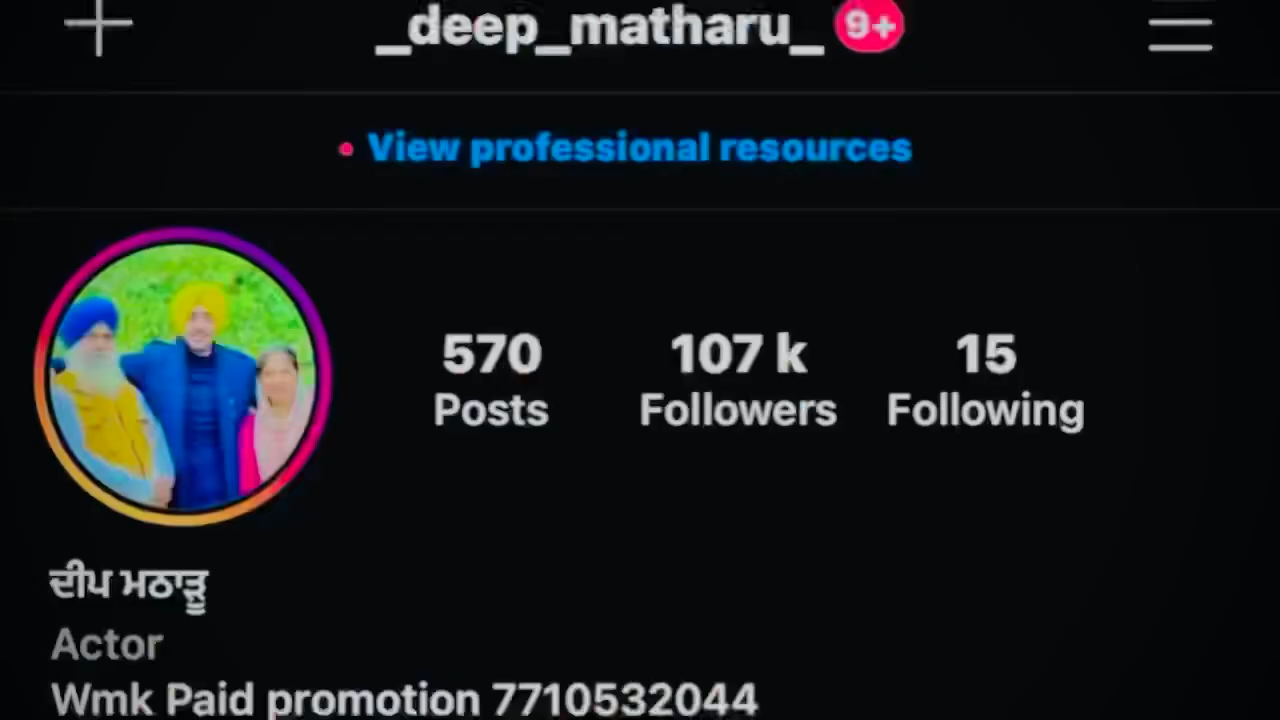 _deep_matharu_ 9+
View professional resources
570 107 k 15
Posts Followers Following
ਦੀਪ ਮਠਾੜੂ
Actor
Wmk Paid promotion 7710532044